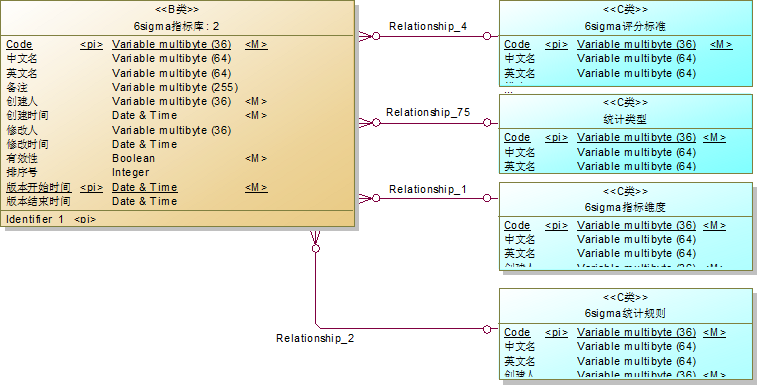 <<B类>>
6sigma指标库 : 2
Code <pi> Variable multibyte (36) <M>
中文名 Variable multibyte (64)
英文名 Variable multibyte (64)
备注 Variable multibyte (255)
创建人 Variable multibyte (36) <M>
创建时间 Date & Time <M>
修改人 Variable multibyte (36)
修改时间 Date & Time
有效性 Boolean <M>
排序号 Integer
版本开始时间 <pi> Date & Time <M>
版本结束时间 Date & Time
Identifier_1 <pi>
Relationship_4
<<C类>>
6sigma评分标准
Code <pi> Variable multibyte (36) <M>
中文名 Variable multibyte (64)
英文名 Variable multibyte (64)
...
Relationship_75
<<C类>>
统计类型
Code <pi> Variable multibyte (36) <M>
中文名 Variable multibyte (64)
英文名 Variable multibyte (64)
Relationship_1
<<C类>>
6sigma指标维度
Code <pi> Variable multibyte (36) <M>
中文名 Variable multibyte (64)
英文名 Variable multibyte (64)
创建人 Variable multibyte (36) <M>
Relationship_2
<<C类>>
6sigma统计规则
Code <pi> Variable multibyte (36) <M>
中文名 Variable multibyte (64)
英文名 Variable multibyte (64)
创建人 Variable multibyte (36) <M>